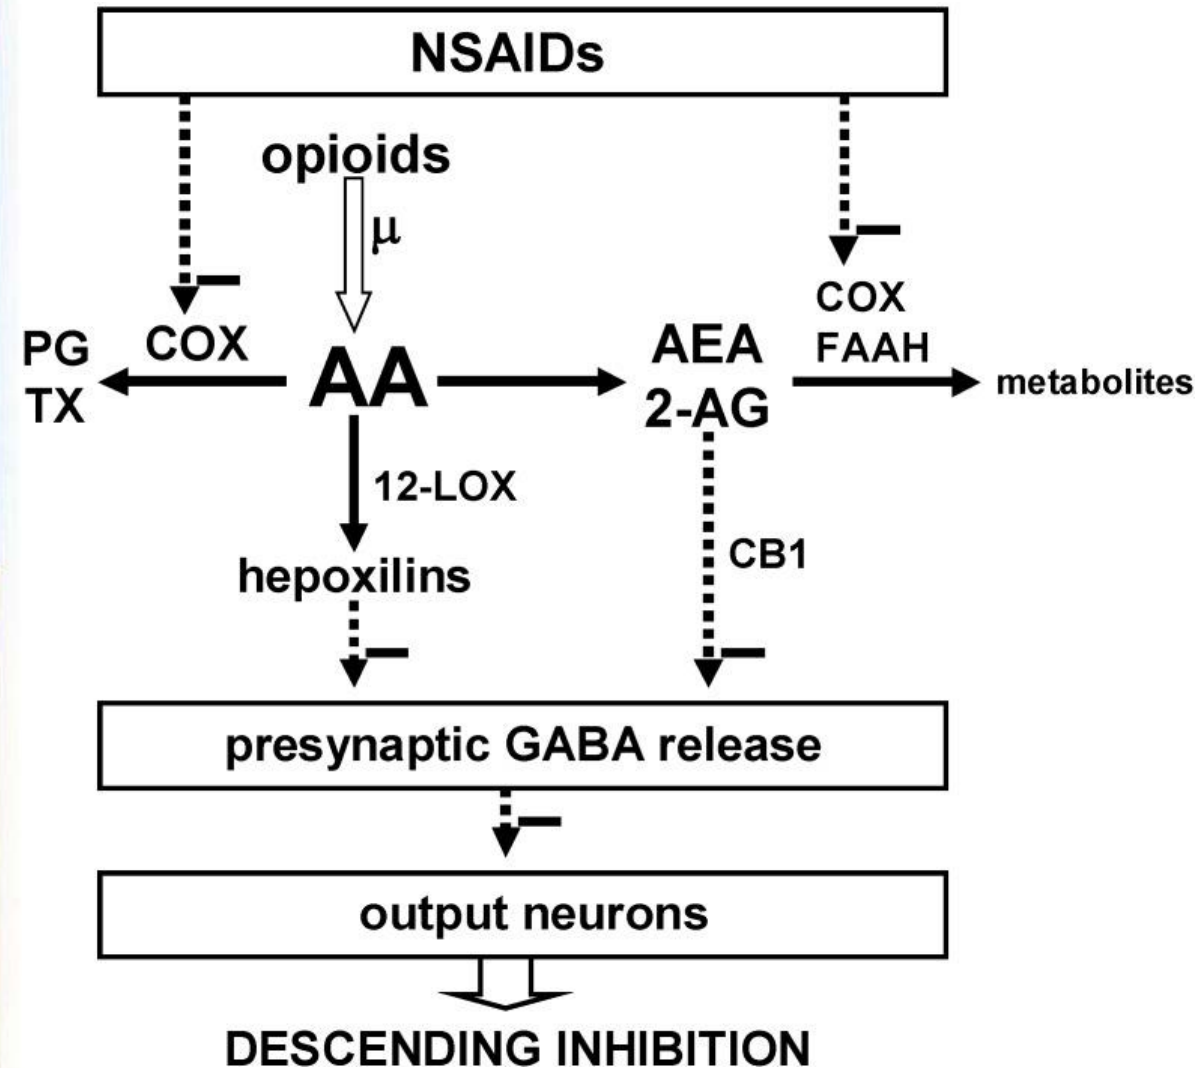 NSAIDs
opioids
μ
COX
COX
FAAH
PG
TX
AA
AEA
2-AG
metabolites
12-LOX
hepoxilins
CB1
presynaptic GABA release
output neurons
DESCENDING INHIBITION